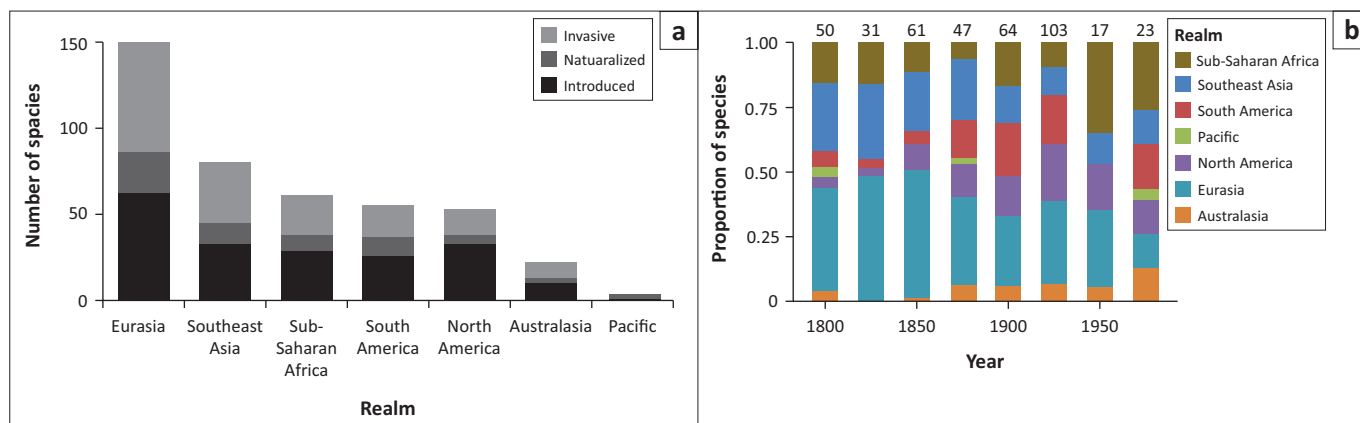 a
Invasive
Natuaralized
Introduced
Number of spacies
150
100
50
0
Eurasia
Southeast
Asia
Sub-
Saharan
Africa
South
America
North
America
Australasia
Pacific
Realm
b
50 31 61 47 64 103 17 23
Proportion of species
1.00
0.75
0.50
0.25
0
1800 1850 1900 1950
Year
Realm
Sub-Saharan Africa
Southeast Asia
South America
Pacific
North America
Eurasia
Australasia